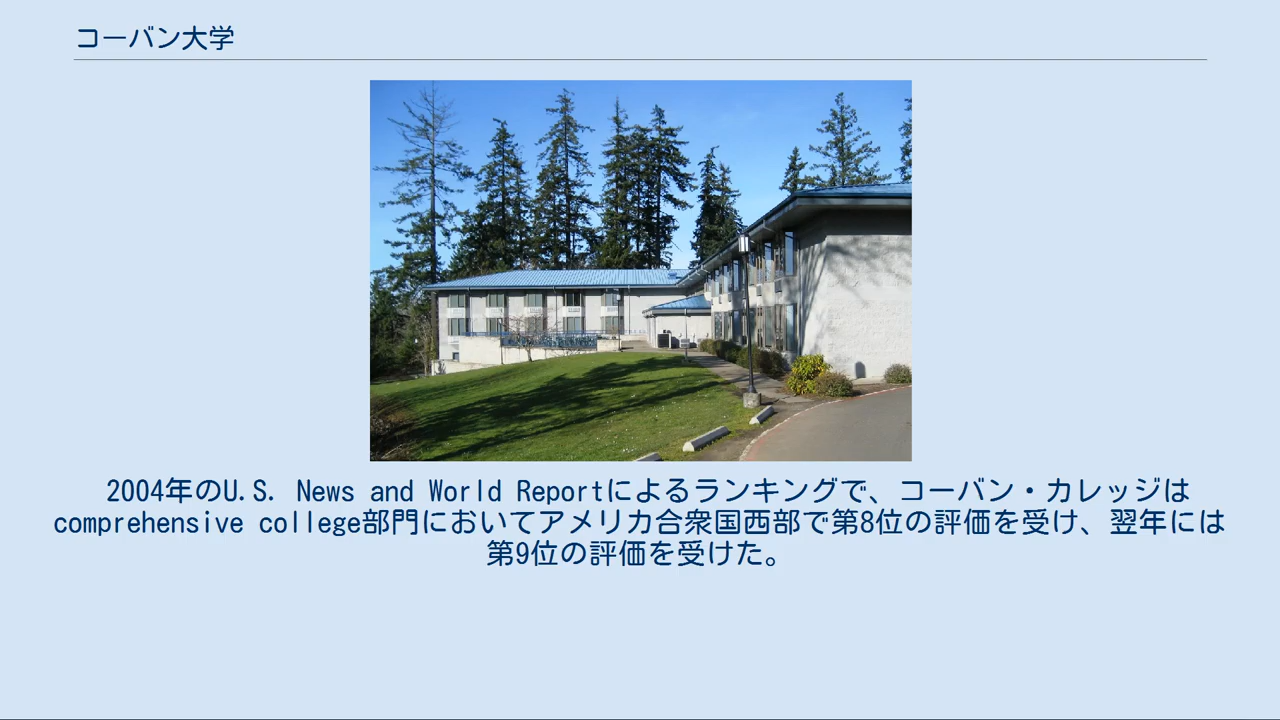 コーバン大学
2004年のU.S. News and World Reportによるランキングで、コーバン・カレッジは
comprehensive college部門においてアメリカ合衆国西部で第8位の評価を受け、翌年には
第9位の評価を受けた。